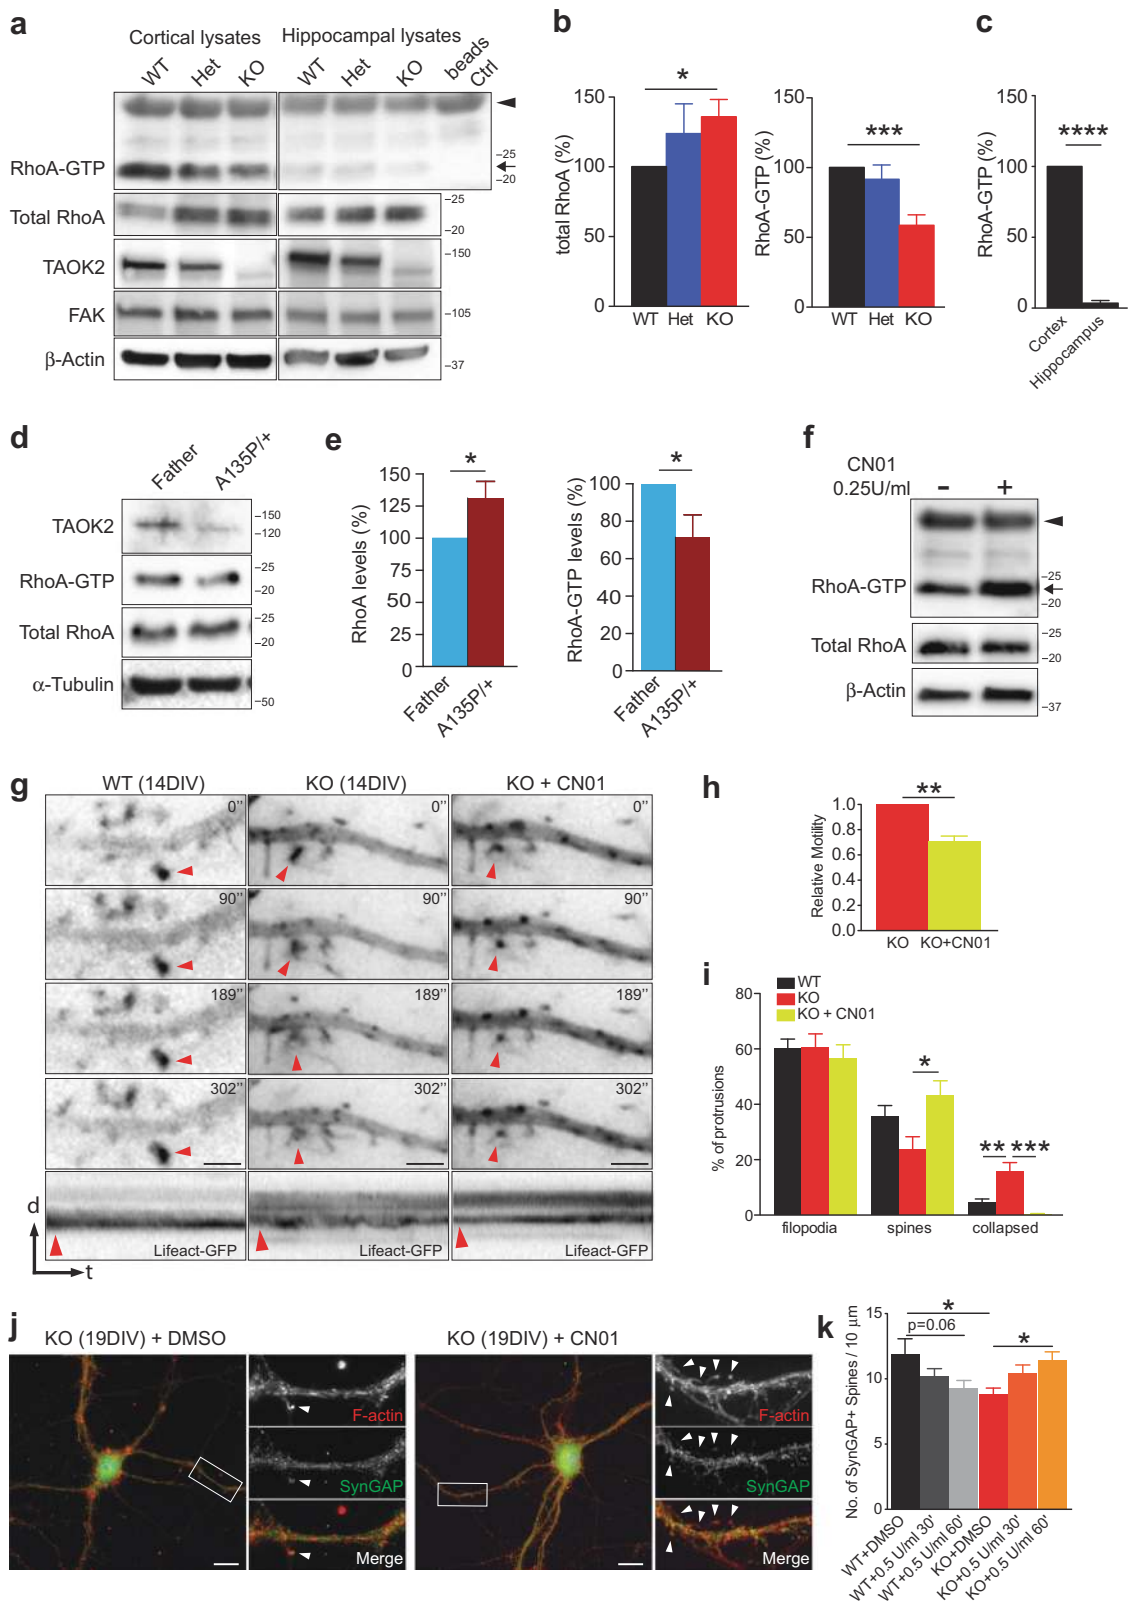 a
Cortical lysates
Hippocampal lysates
WT
Het
KO
WT
Het
KO
beads
Ctrl
RhoA-GTP
−25
−20
Total RhoA
−25
−20
TAOK2
−150
FAK
−105
β-Actin
−37
b
total RhoA (%)
150
100
50
0
*
WT
Het
KO
RhoA-GTP (%)
150
100
50
0
***
WT
Het
KO
c
RhoA-GTP (%)
150
100
50
0
****
Cortex
Hippocampus
d
Father
A135P/+
TAOK2
−150
−120
RhoA-GTP
−25
−20
Total RhoA
−25
−20
α-Tubulin
−50
e
RhoA levels (%)
150
125
100
75
50
25
0
*
Father
A135P/+
RhoA-GTP levels (%)
100
80
60
40
20
0
*
Father
A135P/+
f
CN01
0.25U/ml
−
+
RhoA-GTP
−25
−20
Total RhoA
−25
−20
β-Actin
−37
g
WT (14DIV)
KO (14DIV)
KO + CN01
0''
0''
0''
90''
90''
90''
189''
189''
189''
302''
302''
302''
d
t
Lifeact-GFP
Lifeact-GFP
Lifeact-GFP
h
Relative Motility
1.0
0.8
0.6
0.4
0.2
0.0
**
KO
KO+CN01
i
WT
KO
KO + CN01
% of protrusions
80
60
40
20
0
*
**
***
filopodia
spines
collapsed
j
KO (19DIV) + DMSO
KO (19DIV) + CN01
F-actin
SynGAP
Merge
F-actin
SynGAP
Merge
k
No. of SynGAP+ Spines / 10 μm
15
10
5
0
*
p=0.06
*
WT+DMSO
WT+0.5 U/ml 30'
WT+0.5 U/ml 60'
KO+DMSO
KO+0.5 U/ml 30'
KO+0.5 U/ml 60'